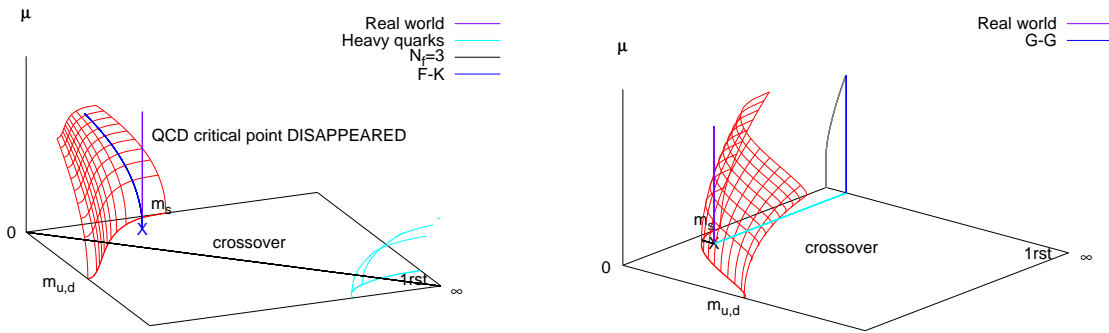 μ
Real world
Heavy quarks
N_f=3
F-K
QCD critical point DISAPPEARED
m_s
0
X
crossover
m_u,d
1rst
∞
μ
Real world
G-G
m_s
X
0
crossover
1rst
∞
m_u,d